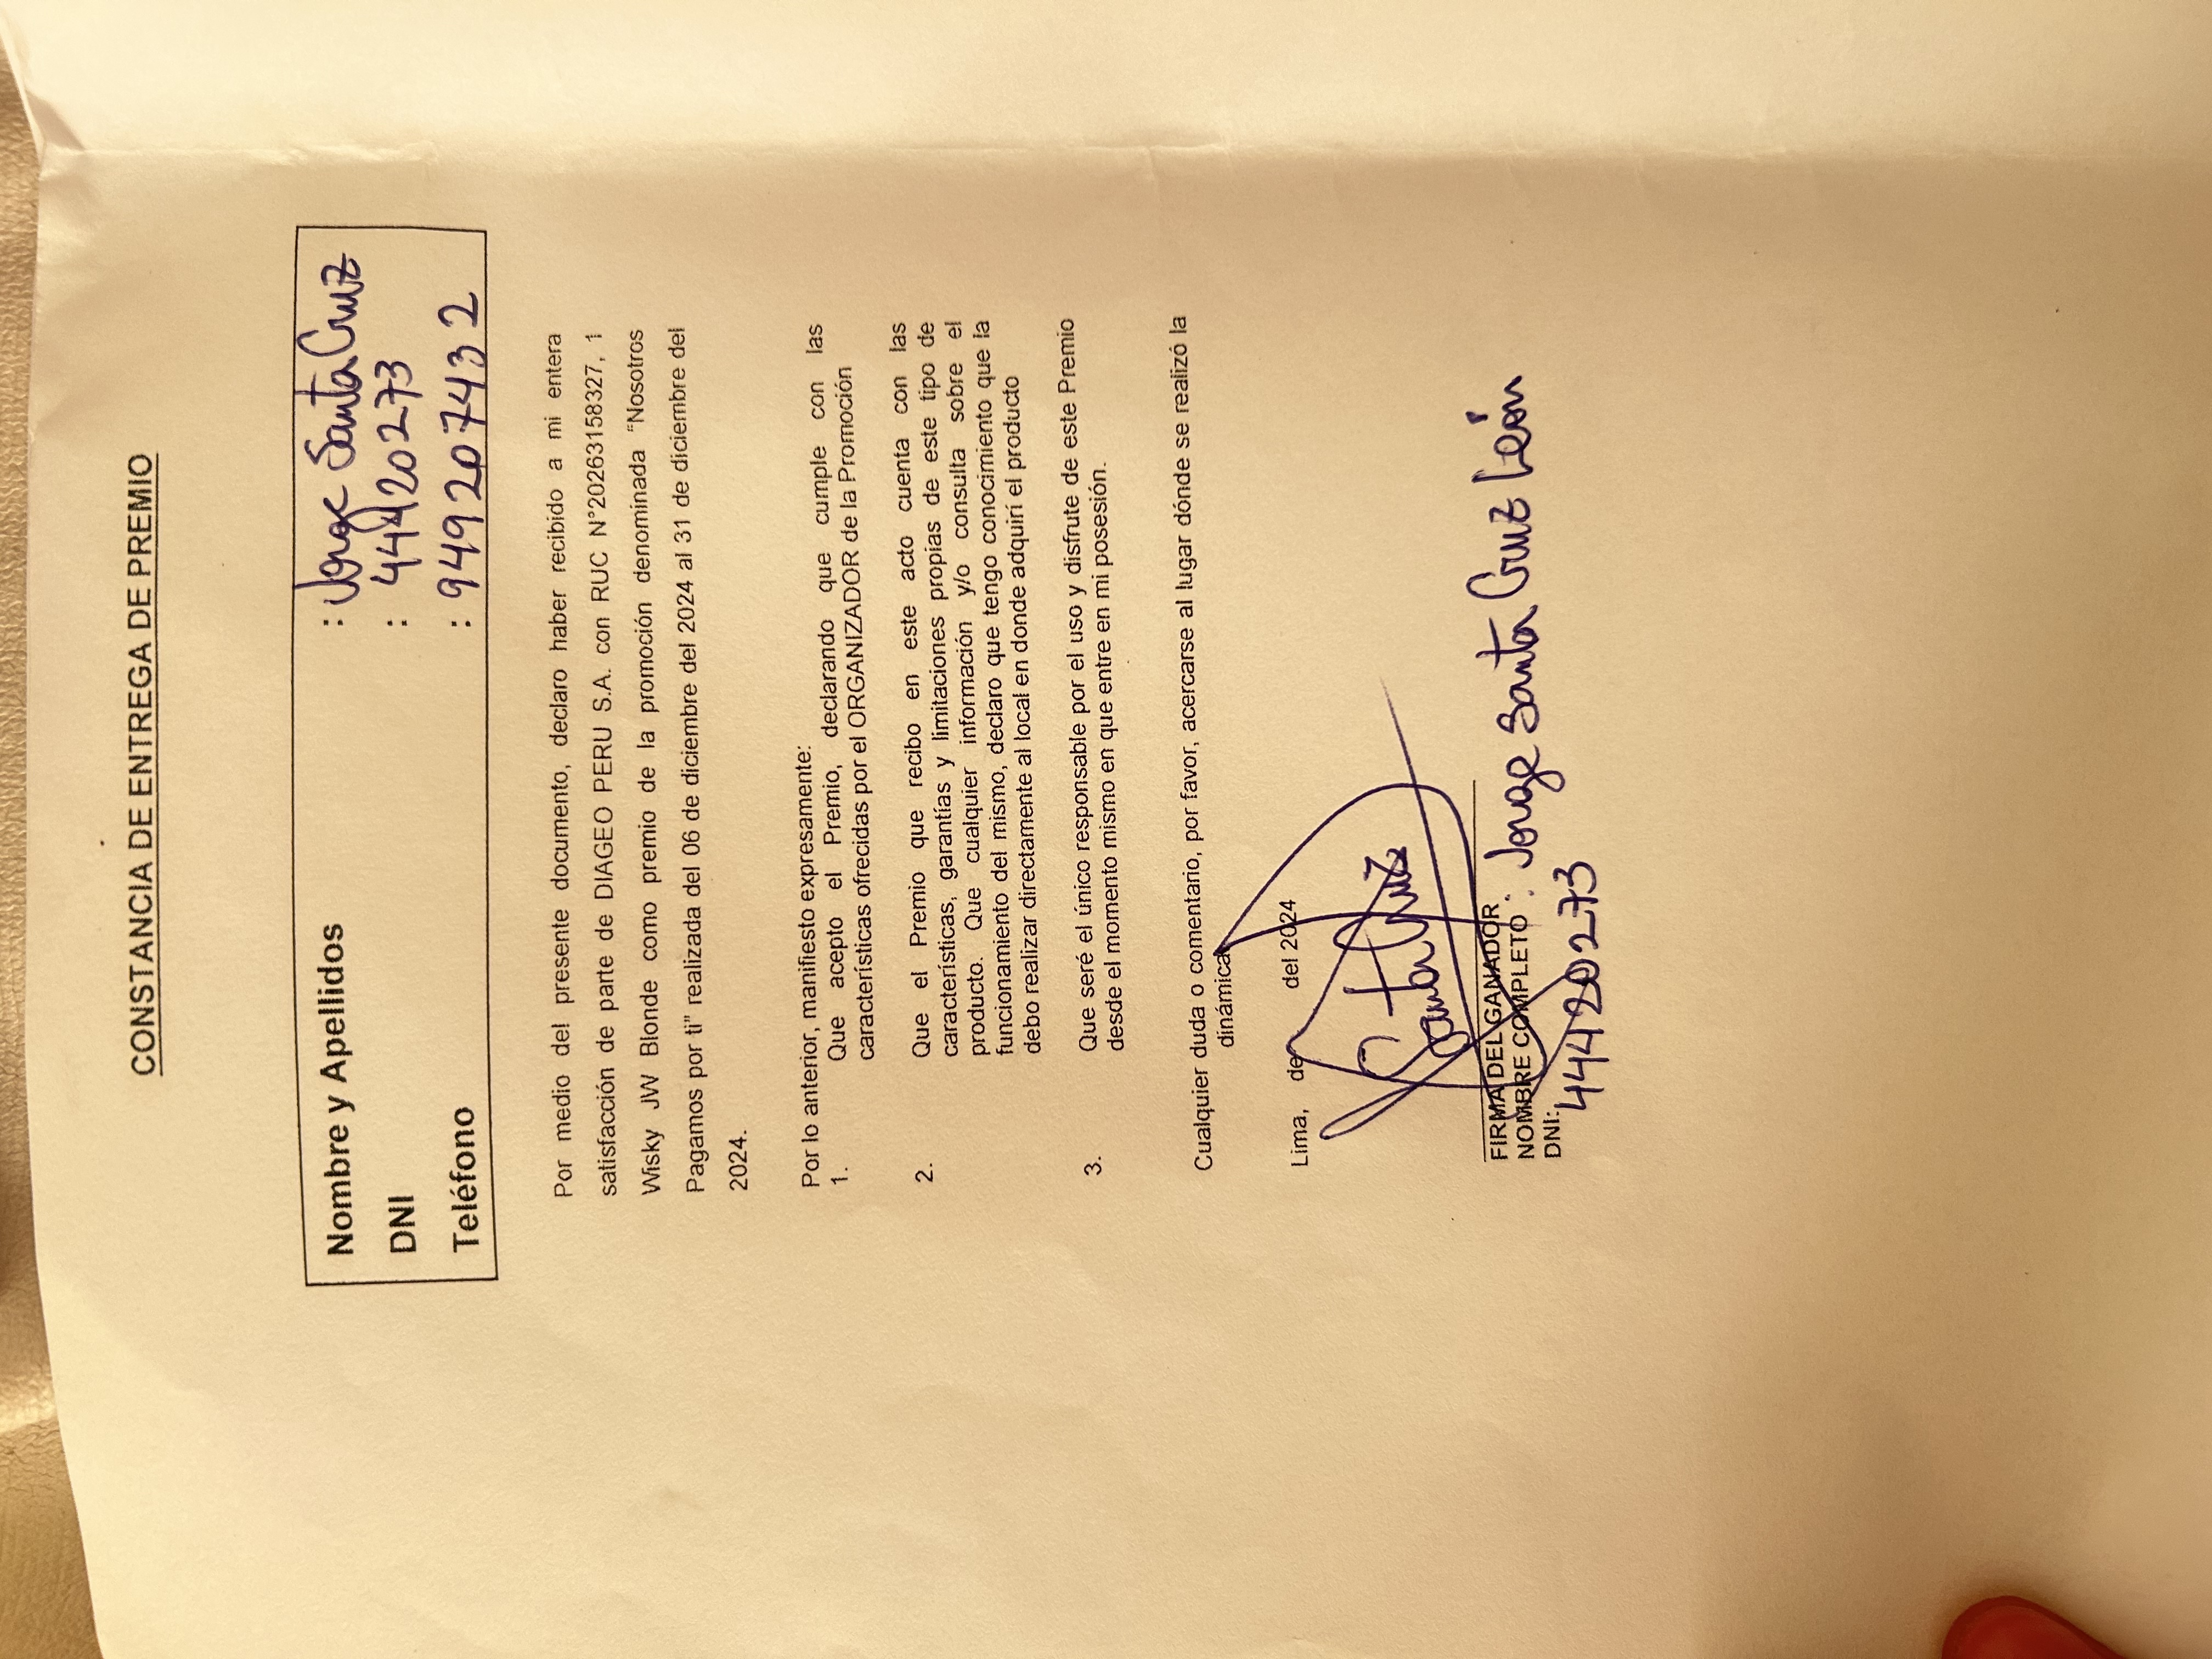 CONSTANCIA DE ENTREGA DE PREMIO
Nombre y Apellidos : Jorge Santa Cruz
DNI : 44420273
Teléfono : 949207432
Por medio del presente documento, declaro haber recibido a mi entera
satisfacción de parte de DIAGEO PERU S.A. con RUC N°20263158327, 1
Wisky JW Blonde como premio de la promoción denominada "Nosotros
Pagamos por ti" realizada del 06 de diciembre del 2024 al 31 de diciembre del
2024.
Por lo anterior, manifiesto expresamente:
1. Que acepto el Premio, declarando que cumple con las
características ofrecidas por el ORGANIZADOR de la Promoción
2. Que el Premio que recibo en este acto cuenta con las
características, garantías y limitaciones propias de este tipo de
producto. Que cualquier información y/o consulta sobre el
funcionamiento del mismo, declaro que tengo conocimiento que la
debo realizar directamente al local en donde adquirí el producto
3. Que seré el único responsable por el uso y disfrute de este Premio
desde el momento mismo en que entre en mi posesión.
Cualquier duda o comentario, por favor, acercarse al lugar dónde se realizó la
dinámica
Lima, de del 2024
Santa Cruz
FIRMA DEL GANADOR
NOMBRE COMPLETO : Jorge Santa Cruz León
DNI:
44420273